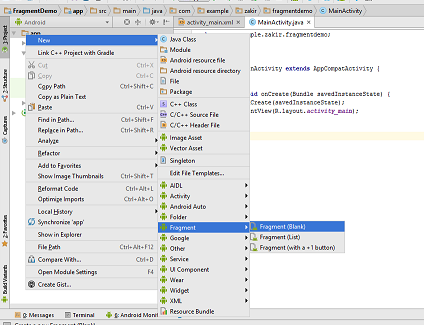 FragmentDemo app src main java com example zakir fragmentdemo MainActivity
Android
activity_main.xml MainActivity.java
app
zakir.fragmentdemo;
New
Java Class
Link C++ Project with Gradle
Module
Android resource file
Cut Ctrl+X
Android resource directory
nActivity extends AppCompatActivity {
Copy Ctrl+C
File
Copy Path Ctrl+Shift+C
Package
Copy as Plain Text
C++ Class
d onCreate(Bundle savedInstanceState) {
Paste Ctrl+V
C/C++ Source File
Create(savedInstanceState);
Find in Path... Ctrl+Shift+F
C/C++ Header File
ntView(R.layout.activity_main);
Replace in Path... Ctrl+Shift+R
Image Asset
Analyze
Vector Asset
Refactor
Singleton
Add to Favorites
Edit File Templates...
Show Image Thumbnails Ctrl+Shift+T
AIDL
Reformat Code Ctrl+Alt+L
Activity
Optimize Imports Ctrl+Alt+O
Android Auto
Local History
Folder
Synchronize 'app'
Fragment
Fragment (Blank)
Show in Explorer
Google
Fragment (List)
File Path Ctrl+Alt+F12
Other
Fragment (with a +1 button)
Compare With... Ctrl+D
Service
Open Module Settings F4
UI Component
Create Gist...
Wear
Widget
XML
Resource Bundle
1: Project
7: Structure
Captures
2: Favorites
Build Variants
0: Messages Terminal 6: Android Monit